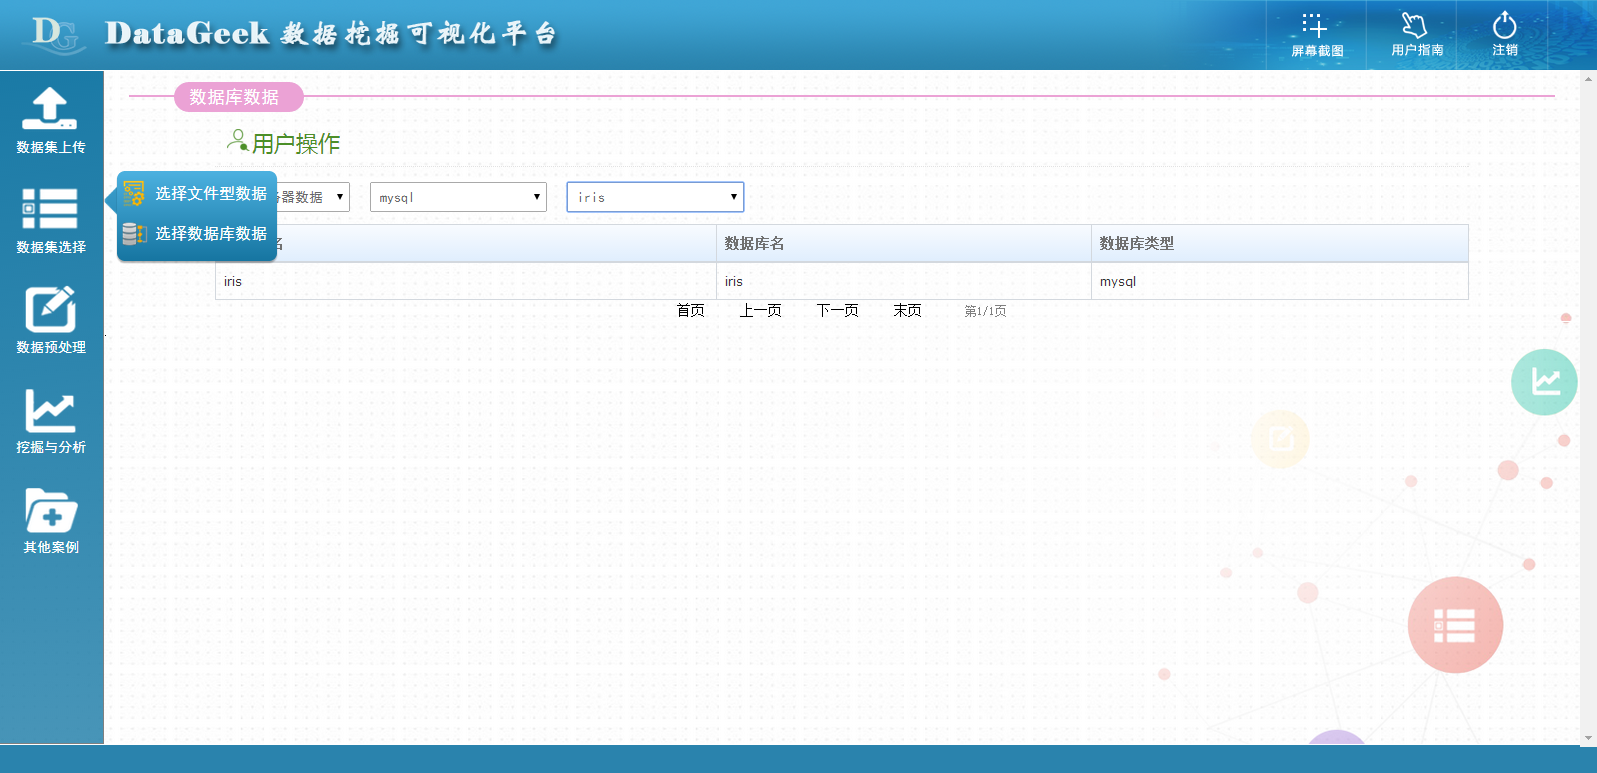 DG DataGeek 数据挖掘可视化平台
屏幕截图
用户指南
注销
数据集上传
数据集选择
数据预处理
挖掘与分析
其他案例
选择文件型数据
选择数据库数据
数据库数据
用户操作
器数据 mysql iris
名 数据库名 数据库类型
iris iris mysql
首页 上一页 下一页 末页 第1/1页